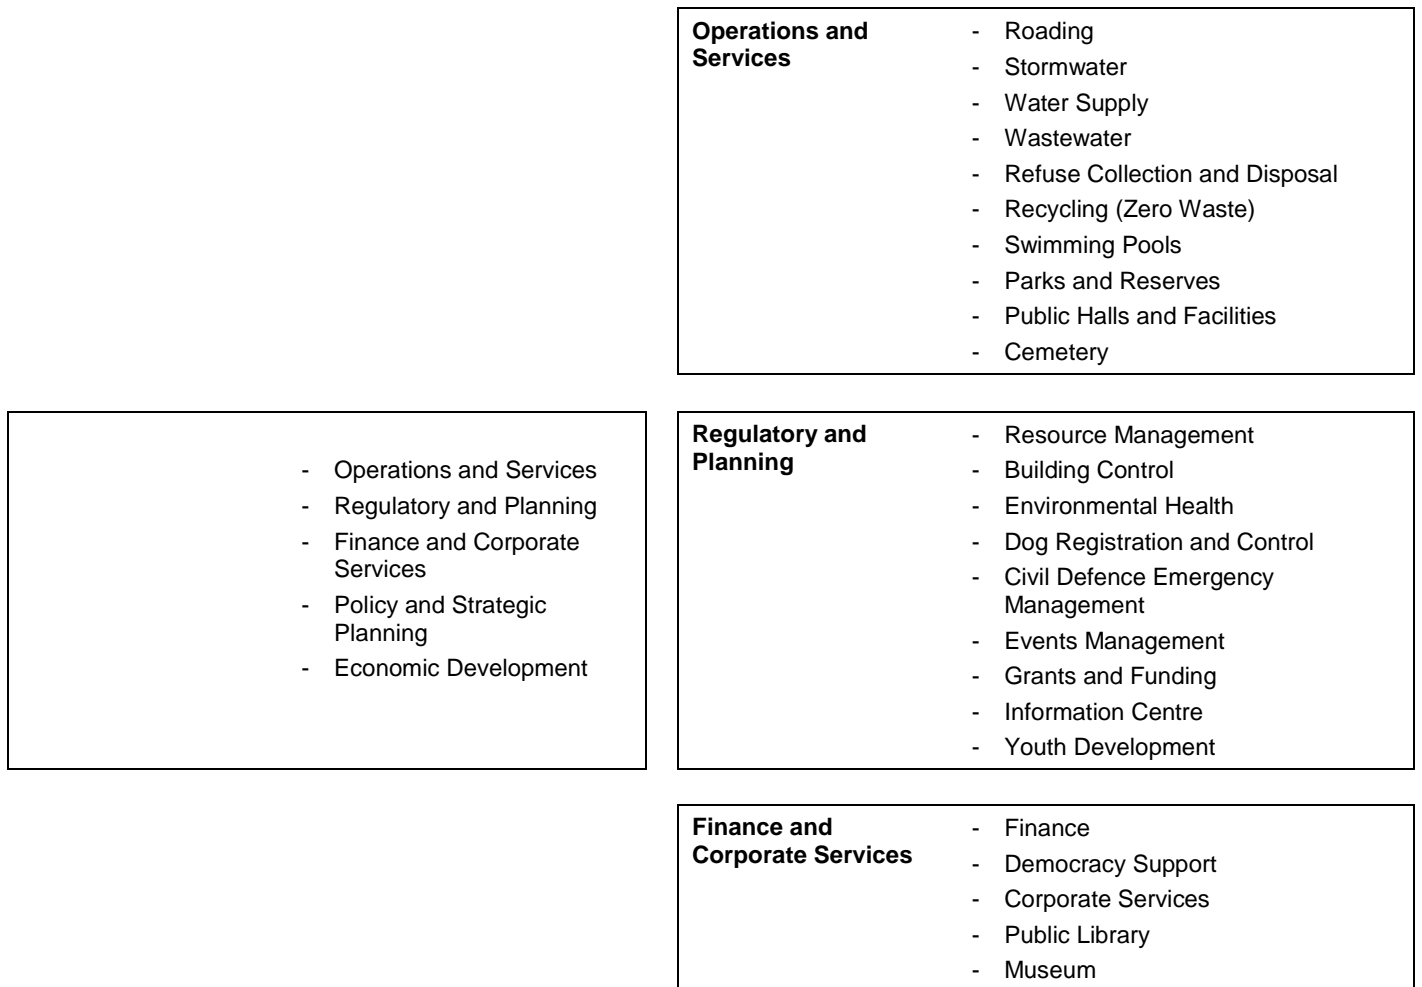 Operations and
Services
- Roading
- Stormwater
- Water Supply
- Wastewater
- Refuse Collection and Disposal
- Recycling (Zero Waste)
- Swimming Pools
- Parks and Reserves
- Public Halls and Facilities
- Cemetery
- Operations and Services
- Regulatory and Planning
- Finance and Corporate
Services
- Policy and Strategic
Planning
- Economic Development
Regulatory and
Planning
- Resource Management
- Building Control
- Environmental Health
- Dog Registration and Control
- Civil Defence Emergency
Management
- Events Management
- Grants and Funding
- Information Centre
- Youth Development
Finance and
Corporate Services
- Finance
- Democracy Support
- Corporate Services
- Public Library
- Museum